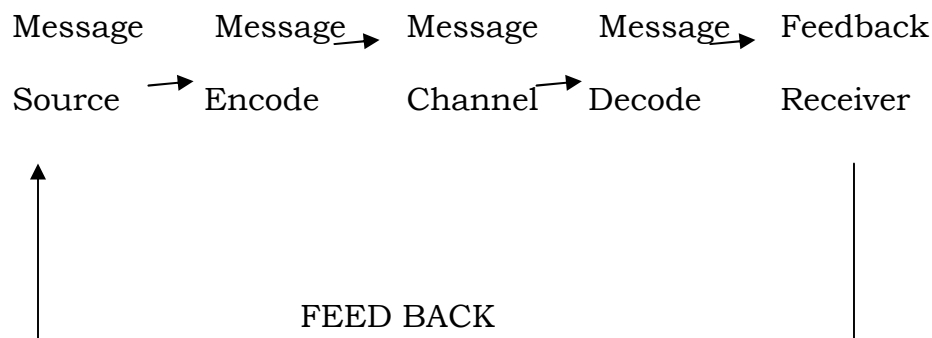 Message Message Message Message Feedback
Source Encode Channel Decode Receiver
FEED BACK